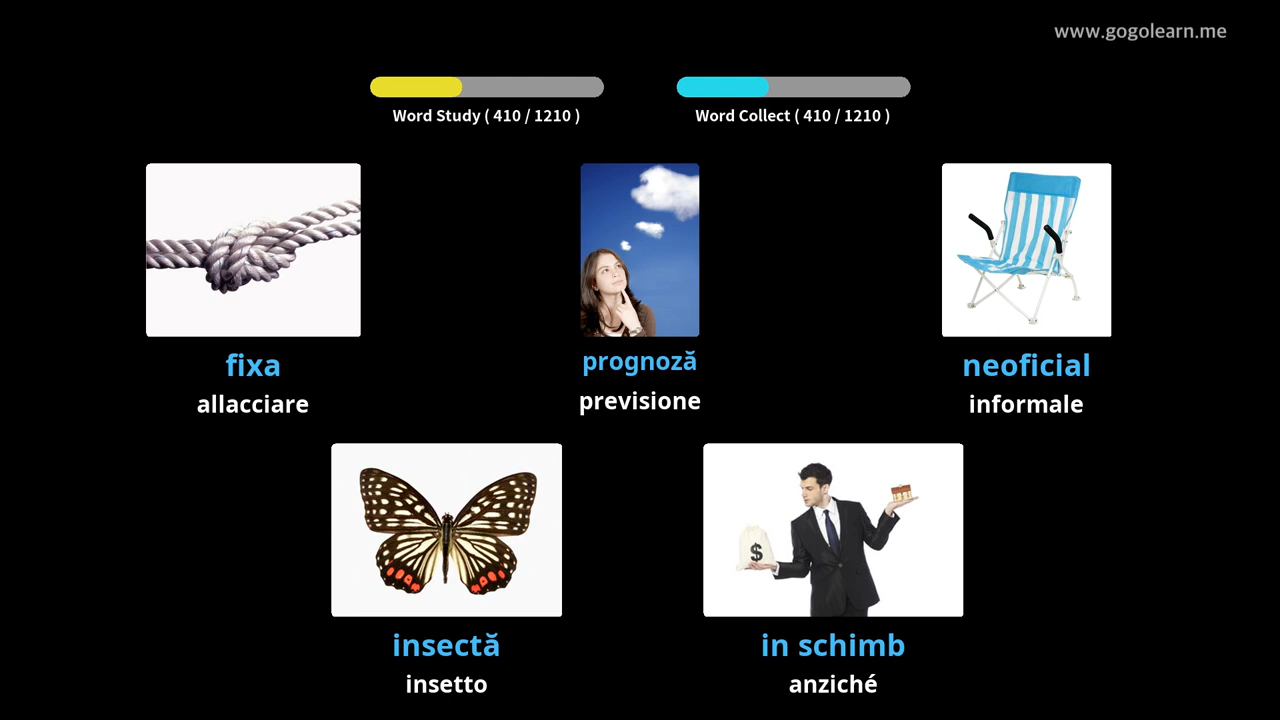 www.gogolearn.me
Word Study ( 410 / 1210 )
Word Collect ( 410 / 1210 )
fixa
allacciare
prognoză
previsione
neoficial
informale
$
insectă
insetto
in schimb
anziché